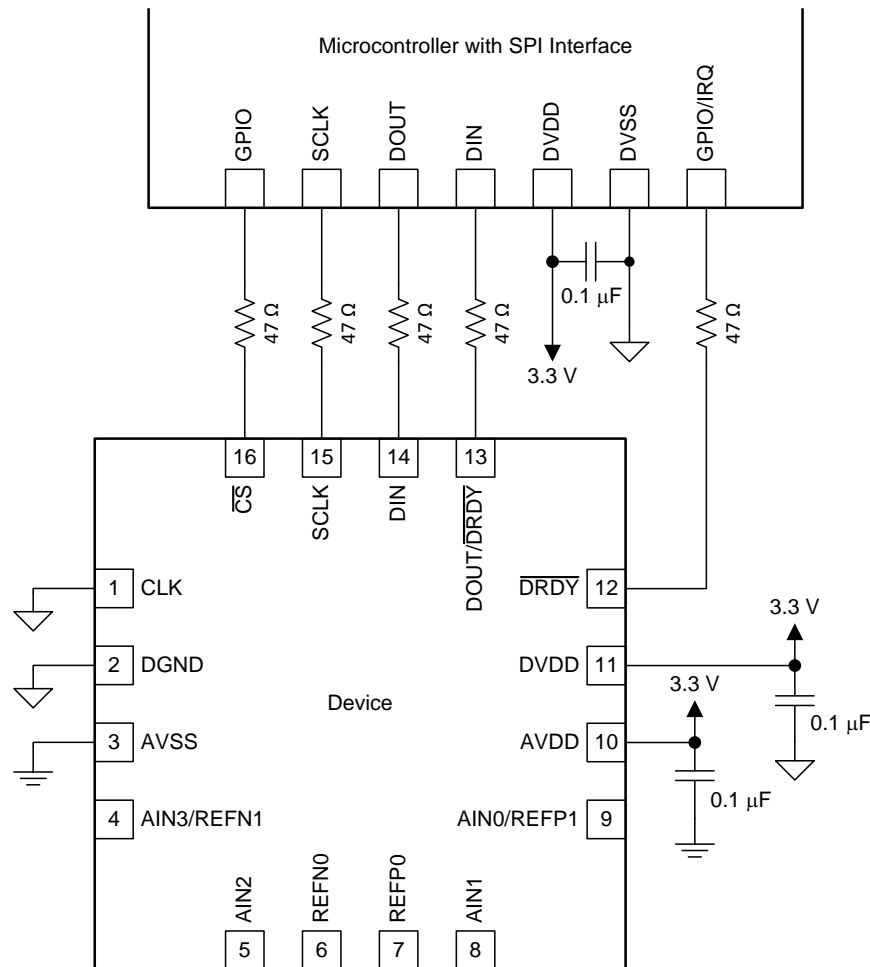 Microcontroller with SPI Interface
GPIO
SCLK
DOUT
DIN
DVDD
DVSS
GPIO/IRQ
47 Ω
47 Ω
47 Ω
47 Ω
0.1 μF
47 Ω
3.3 V
16
15
14
13
CS
SCLK
DIN
DOUT/DRDY
1
CLK
DRDY
12
3.3 V
2
DGND
DVDD
11
Device
3.3 V
0.1 μF
3
AVSS
AVDD
10
0.1 μF
4
AIN3/REFN1
AIN0/REFP1
9
AIN2
REFN0
REFP0
AIN1
5
6
7
8